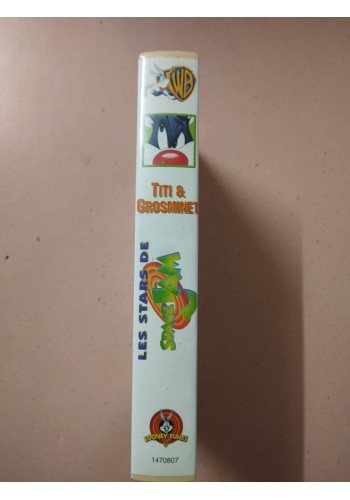 WB
TITI &
GROSMINET
LES STARS DE
SPACE JAM
LOONEY TUNES
1470807